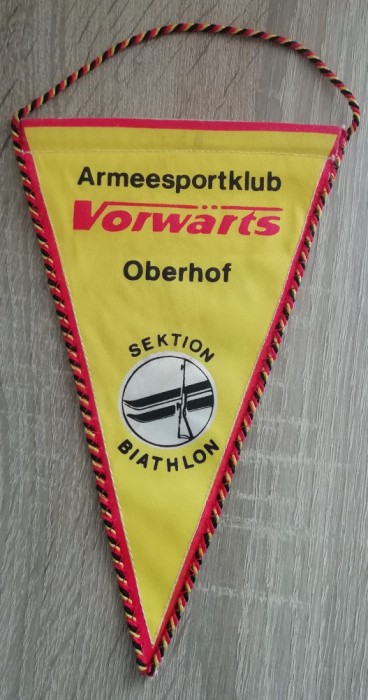 Armeesportklub
Vorwärts
Oberhof
SEKTION
BIATHLON